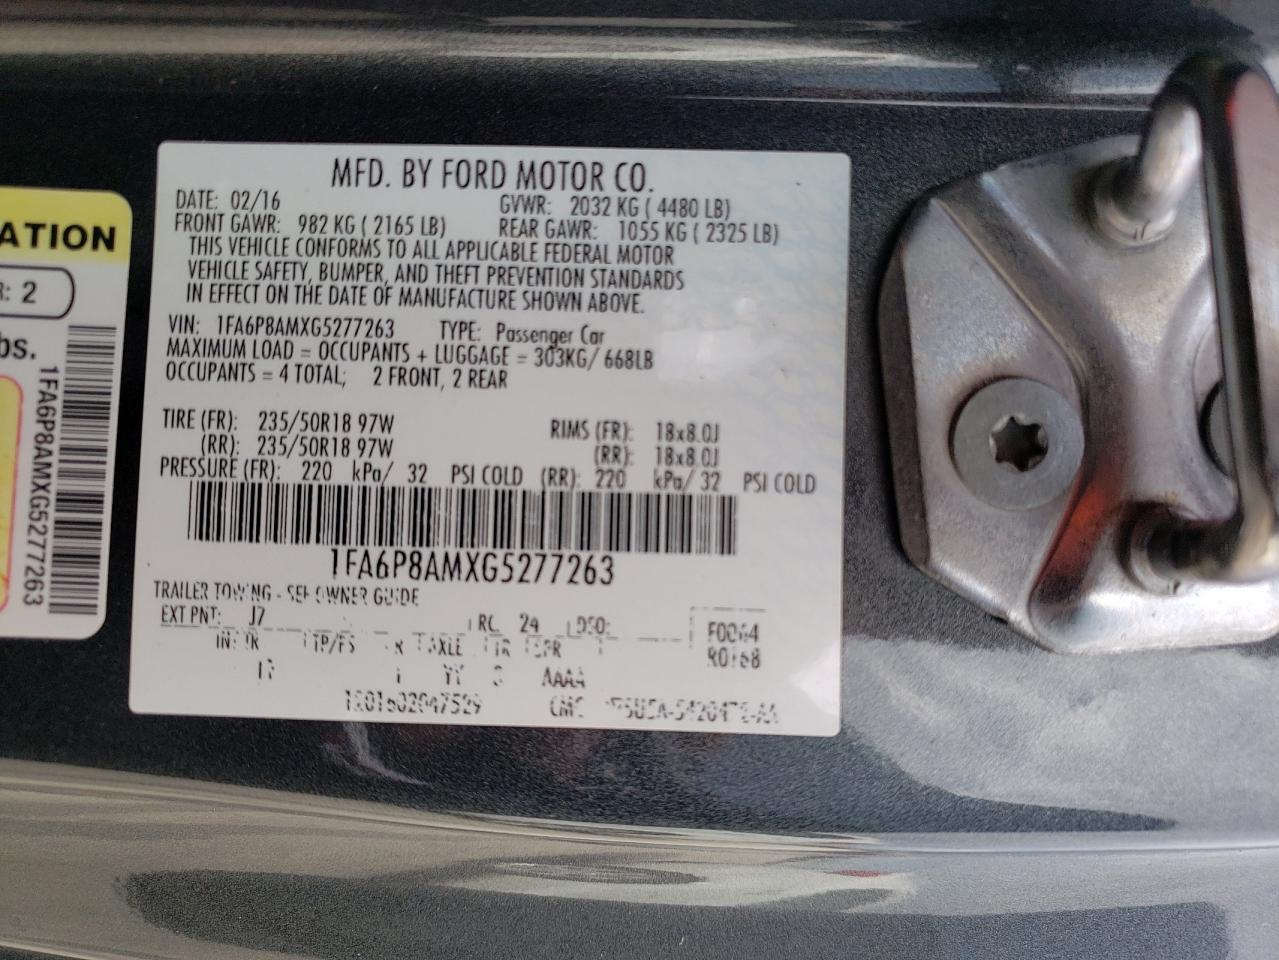 MFD. BY FORD MOTOR CO.
DATE: 02/16 GVWR: 2032 KG ( 4480 LB)
FRONT GAWR: 982 KG ( 2165 LB) REAR GAWR: 1055 KG ( 2325 LB)
THIS VEHICLE CONFORMS TO ALL APPLICABLE FEDERAL MOTOR
VEHICLE SAFETY, BUMPER, AND THEFT PREVENTION STANDARDS
IN EFFECT ON THE DATE OF MANUFACTURE SHOWN ABOVE.
VIN: 1FA6P8AMXG5277263 TYPE: Passenger Car
MAXIMUM LOAD = OCCUPANTS + LUGGAGE = 303KG/ 668LB
OCCUPANTS = 4 TOTAL; 2 FRONT, 2 REAR
TIRE (FR): 235/50R18 97W RIMS (FR): 18x8.0J
(RR): 235/50R18 97W (RR): 18x8.0J
PRESSURE (FR): 220 kPa/ 32 PSI COLD (RR): 220 kPa/ 32 PSI COLD
1FA6P8AMXG5277263
TRAILER TOWING - SEE OWNER GUIDE
EXT PNT: J7 RC: 24 DSO:
AXLE
AAAA
ATION
R: 2
bs.
1FA6P8AMXG5277263